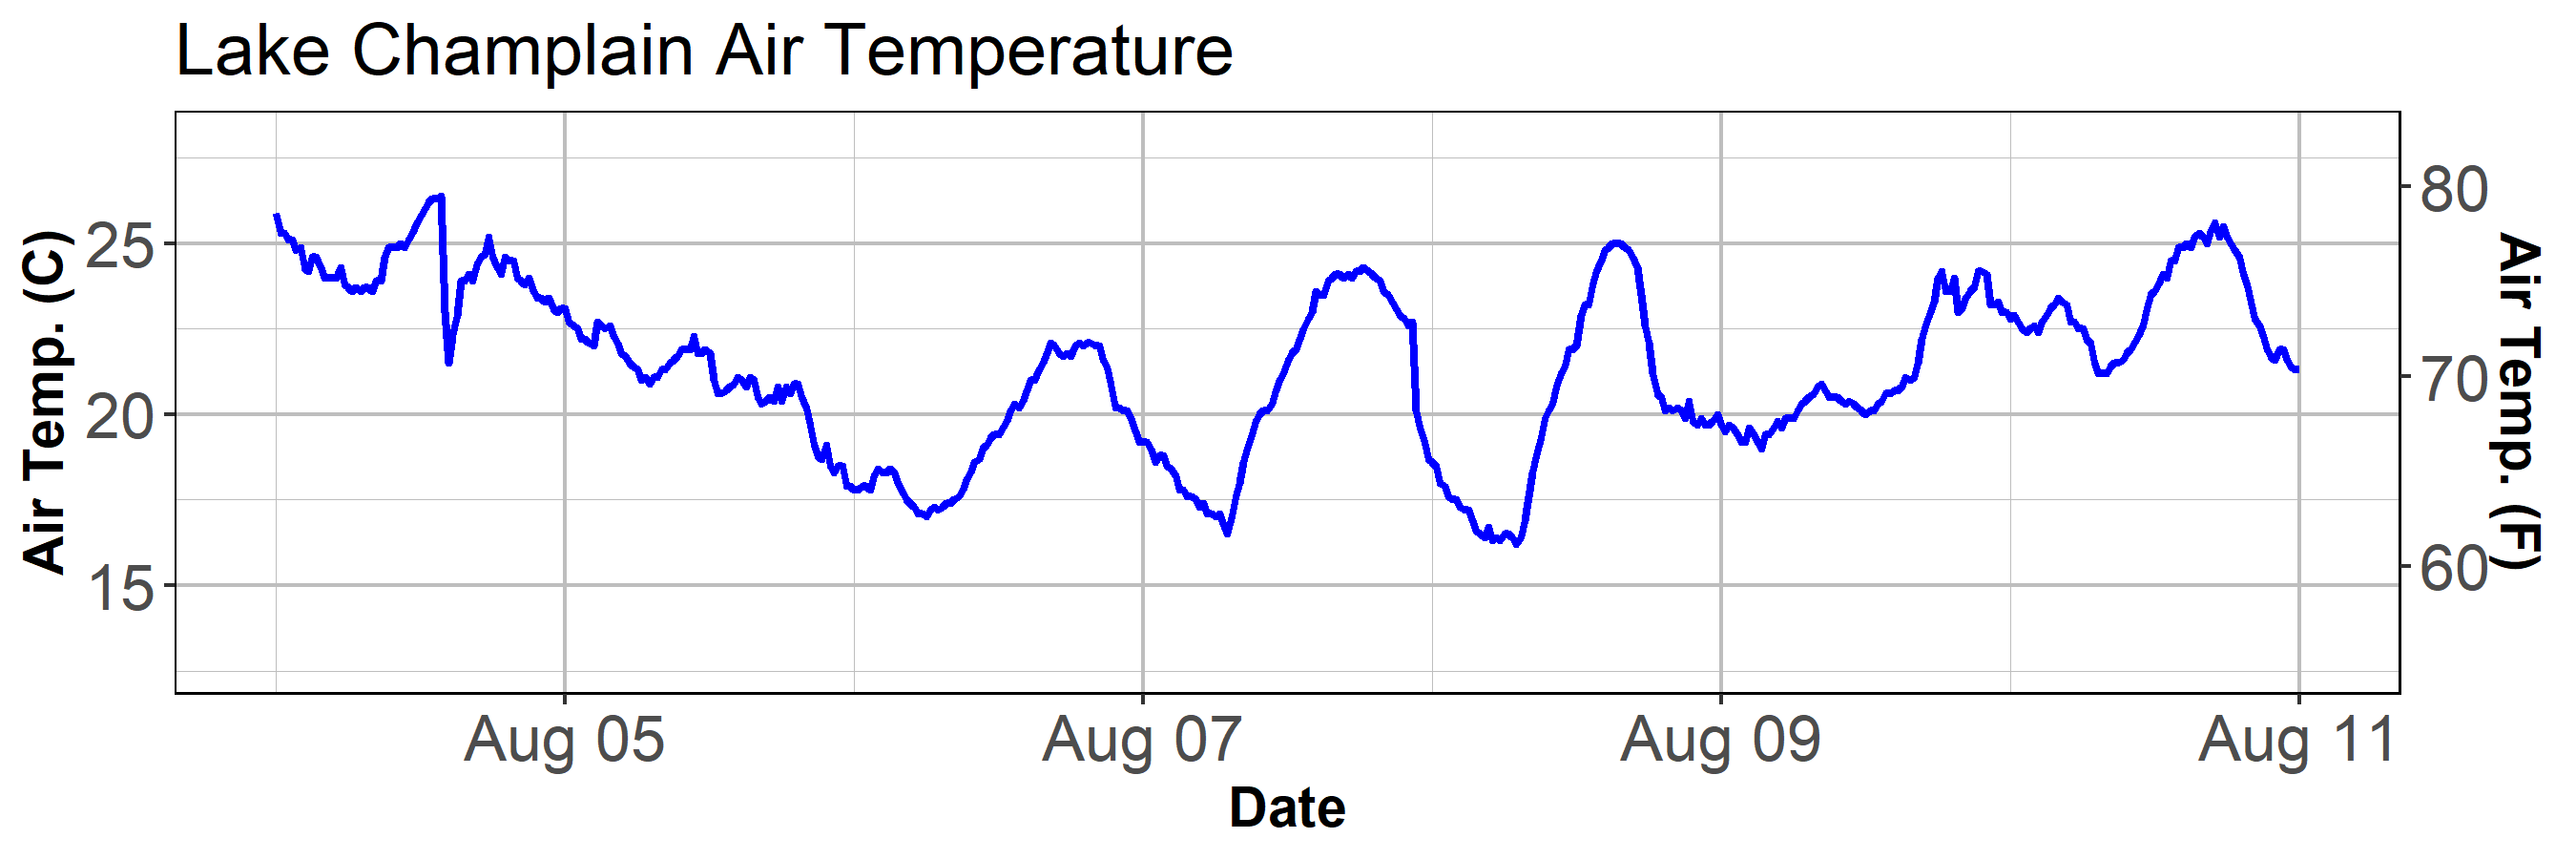 Lake Champlain Air Temperature
Air Temp. (C)
25
20
15
80
70
60
Air Temp. (F)
Aug 05
Aug 07
Aug 09
Aug 11
Date